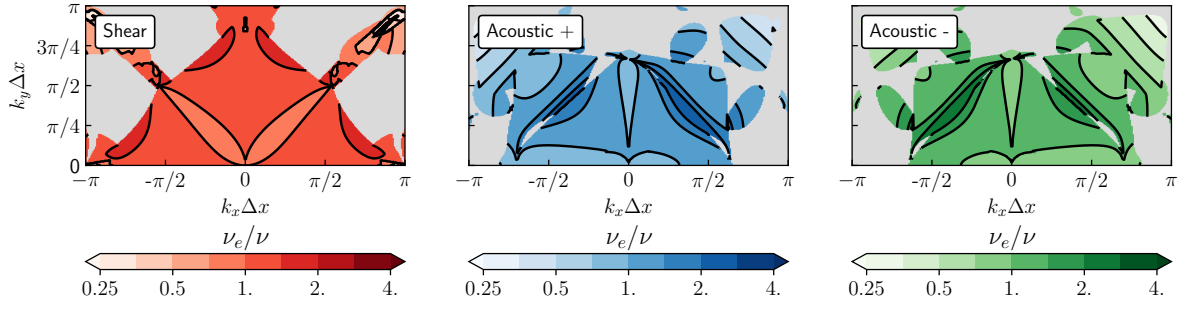 π
3π/4
π/2
π/4
0
k_yΔx
Shear
−π
-π/2
0
π/2
π
k_xΔx
ν_e/ν
0.25
0.5
1.
2.
4.
Acoustic +
−π
-π/2
0
π/2
π
k_xΔx
ν_e/ν
0.25
0.5
1.
2.
4.
Acoustic -
−π
-π/2
0
π/2
π
k_xΔx
ν_e/ν
0.25
0.5
1.
2.
4.